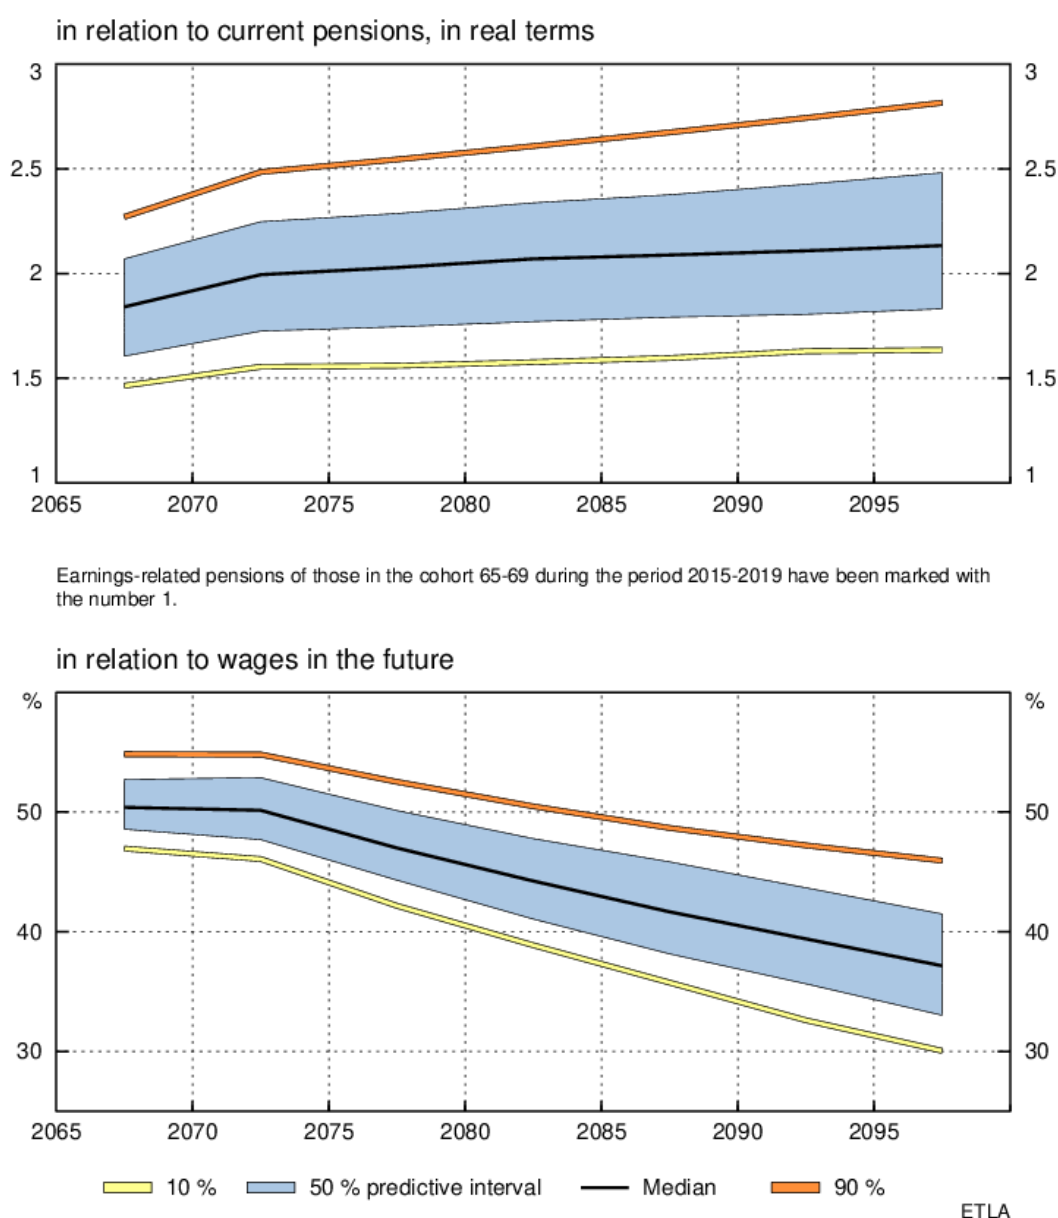 in relation to current pensions, in real terms
3 3
2.5 2.5
2 2
1.5 1.5
1 1
2065 2070 2075 2080 2085 2090 2095
Earnings-related pensions of those in the cohort 65-69 during the period 2015-2019 have been marked with
the number 1.
in relation to wages in the future
% %
50 50
40 40
30 30
2065 2070 2075 2080 2085 2090 2095
10 % 50 % predictive interval Median 90 %
ETLA